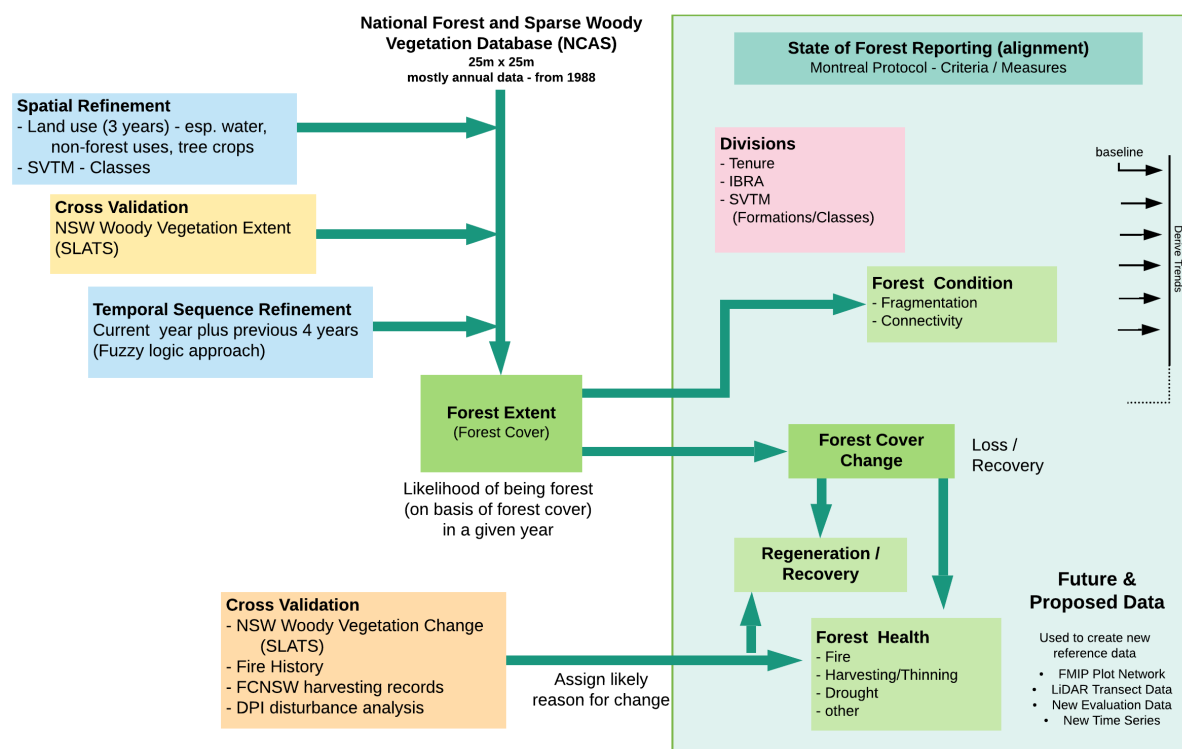 National Forest and Sparse Woody
Vegetation Database (NCAS)
25m x 25m
mostly annual data - from 1988
Spatial Refinement
- Land use (3 years) - esp. water,
non-forest uses, tree crops
- SVTM - Classes
Cross Validation
NSW Woody Vegetation Extent
(SLATS)
Temporal Sequence Refinement
Current year plus previous 4 years
(Fuzzy logic approach)
Forest Extent
(Forest Cover)
Likelihood of being forest
(on basis of forest cover)
in a given year
Cross Validation
- NSW Woody Vegetation Change
(SLATS)
- Fire History
- FCNSW harvesting records
- DPI disturbance analysis
Assign likely
reason for change
State of Forest Reporting (alignment)
Montreal Protocol - Criteria / Measures
Divisions
- Tenure
- IBRA
- SVTM
(Formations/Classes)
baseline
Derive Trends
Forest Condition
- Fragmentation
- Connectivity
Forest Cover
Change
Loss /
Recovery
Regeneration /
Recovery
Forest Health
- Fire
- Harvesting/Thinning
- Drought
- other
Future &
Proposed Data
Used to create new
reference data
• FMIP Plot Network
• LiDAR Transect Data
• New Evaluation Data
• New Time Series